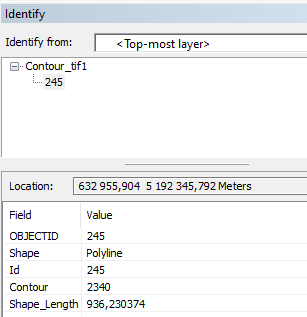 Identify
Identify from: <Top-most layer>
Contour_tif1
245
Location: 632 955,904 5 192 345,792 Meters
Field Value
OBJECTID 245
Shape Polyline
Id 245
Contour 2340
Shape_Length 936,230374